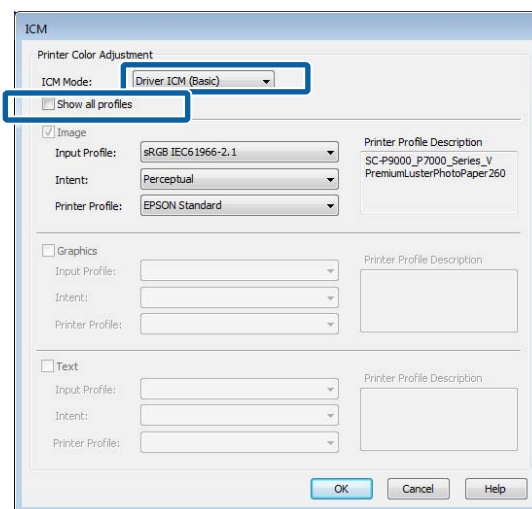 ICM
Printer Color Adjustment
ICM Mode: Driver ICM (Basic)
Show all profiles
Image
Input Profile: sRGB IEC61966-2.1
Intent: Perceptual
Printer Profile: EPSON Standard
Printer Profile Description
SC-P9000_P7000_Series_V
PremiumLusterPhotoPaper260
Graphics
Input Profile:
Intent:
Printer Profile:
Printer Profile Description
Text
Input Profile:
Intent:
Printer Profile:
Printer Profile Description
OK Cancel Help